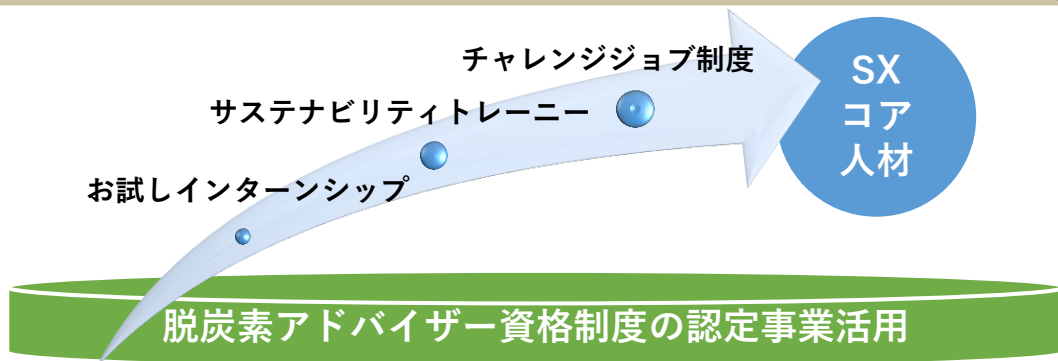 チャレンジジョブ制度
サステナビリティトレーニー
お試しインターンシップ
SX
コア
人材
脱炭素アドバイザー資格制度の認定事業活用